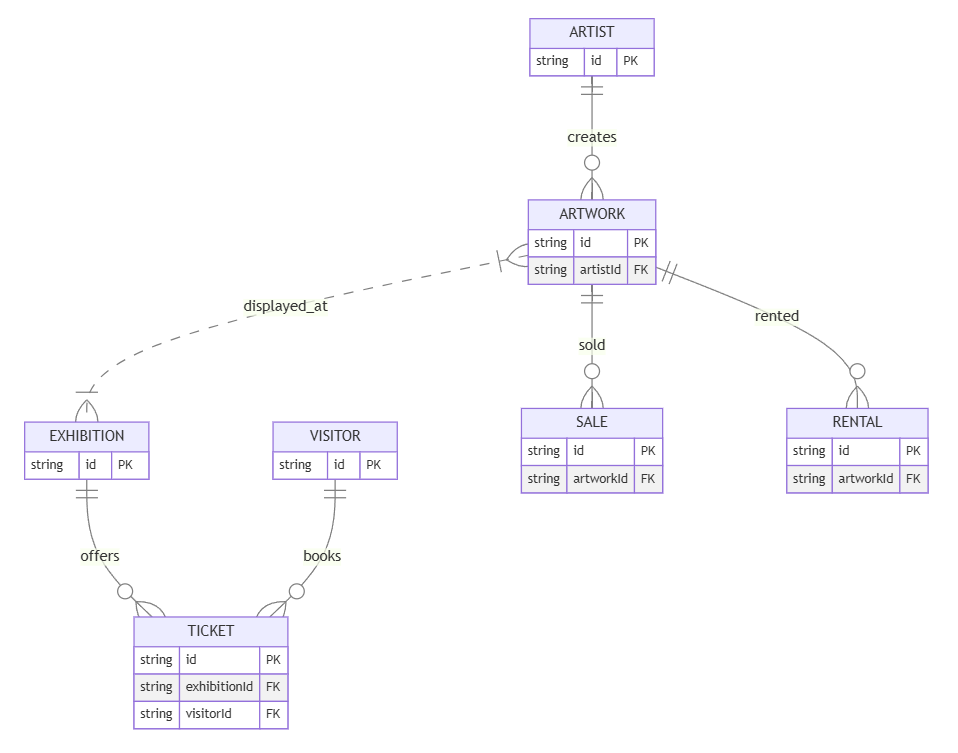 ARTIST
string id PK
creates
ARTWORK
string id PK
string artistId FK
displayed_at
sold
rented
EXHIBITION
string id PK
VISITOR
string id PK
SALE
string id PK
string artworkId FK
RENTAL
string id PK
string artworkId FK
offers
books
TICKET
string id PK
string exhibitionId FK
string visitorId FK